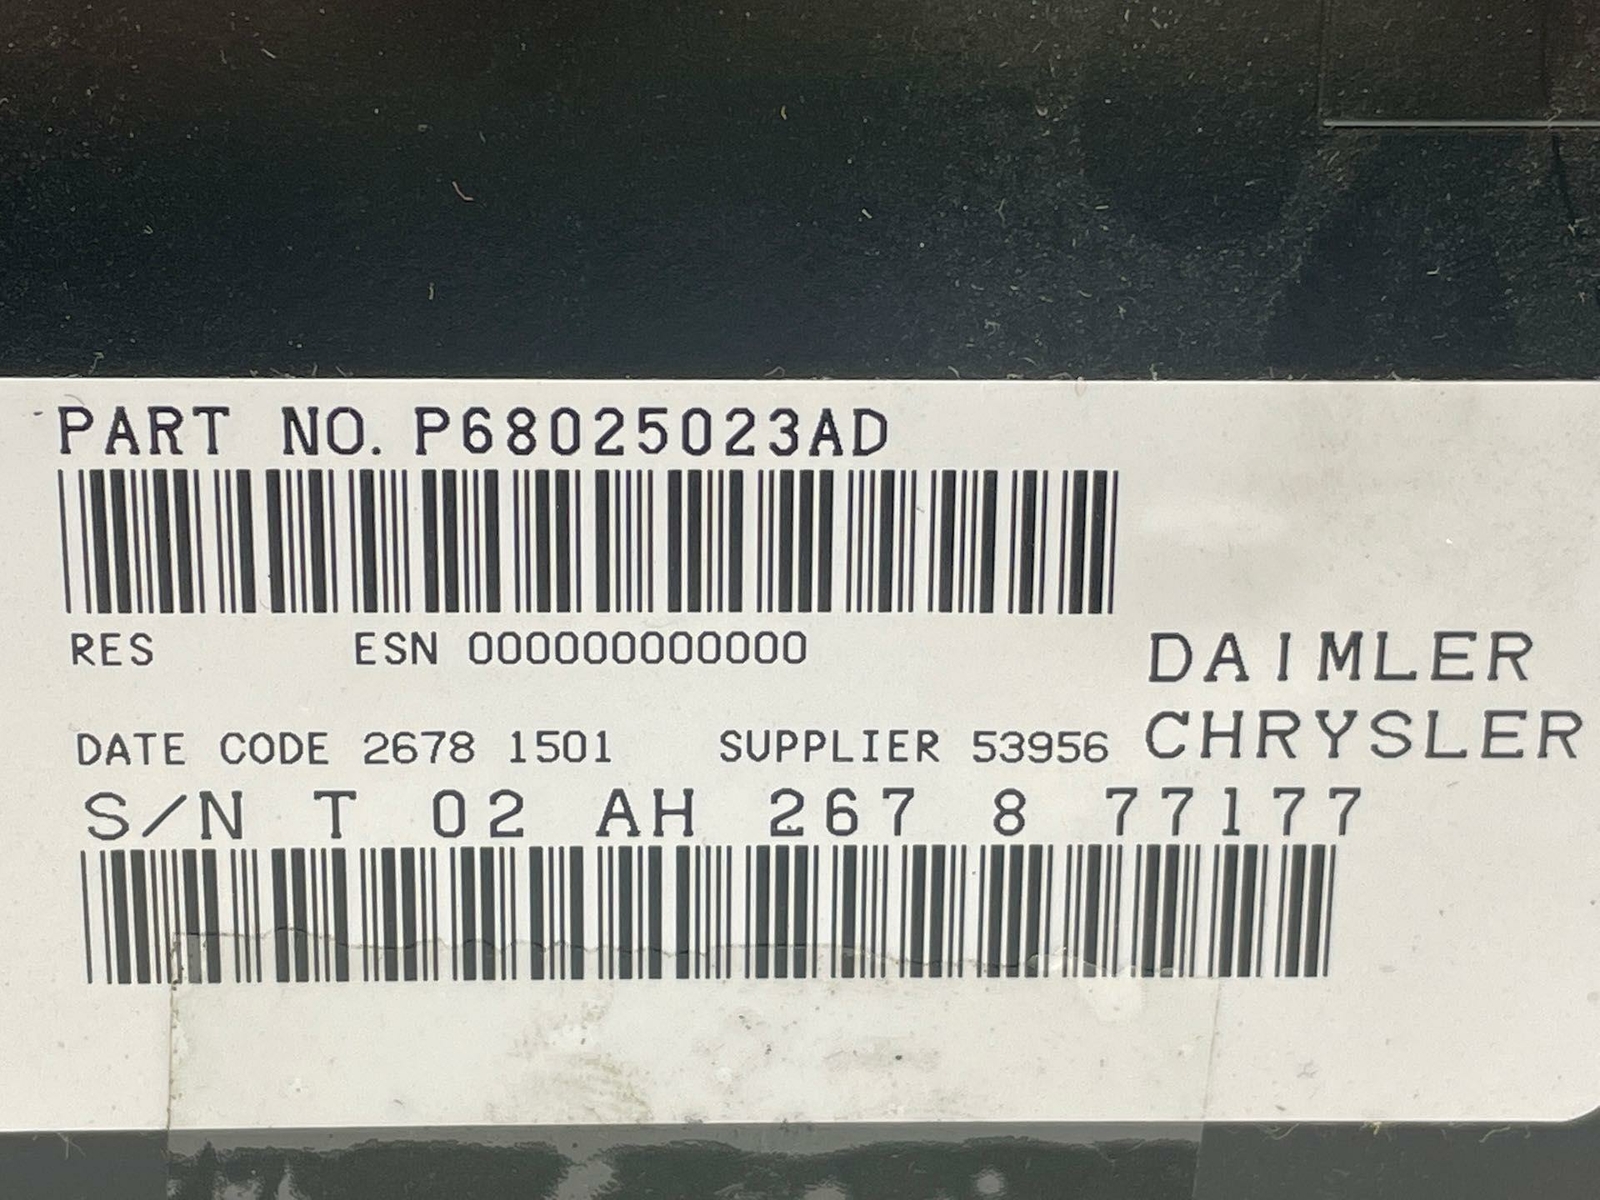 PART NO. P68025023AD
RES ESN 000000000000
DAIMLER
CHRYSLER
DATE CODE 2678 1501 SUPPLIER 53956
S/N T 02 AH 267 8 77177